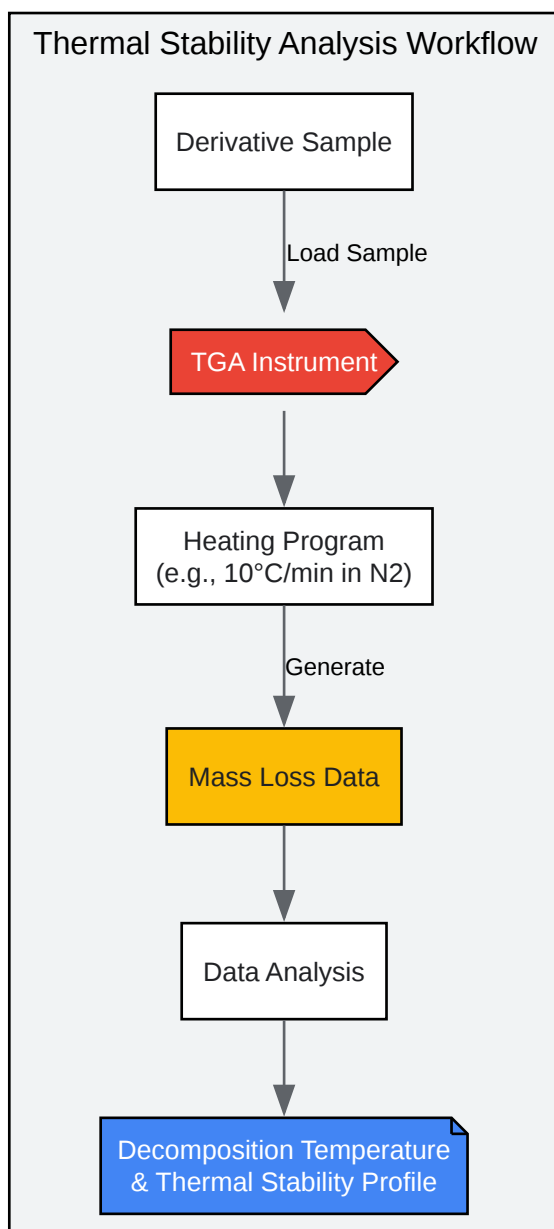 Thermal Stability Analysis Workflow
Derivative Sample
Load Sample
TGA Instrument
Heating Program
(e.g., 10°C/min in N2)
Generate
Mass Loss Data
Data Analysis
Decomposition Temperature
& Thermal Stability Profile